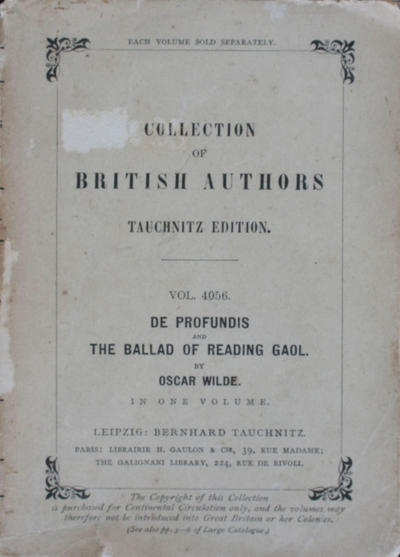 EACH VOLUME SOLD SEPARATELY.
COLLECTION
OF
BRITISH AUTHORS
TAUCHNITZ EDITION.
VOL. 4056.
DE PROFUNDIS
AND
THE BALLAD OF READING GAOL.
BY
OSCAR WILDE.
IN ONE VOLUME.
LEIPZIG: BERNHARD TAUCHNITZ.
PARIS: LIBRAIRIE H. GAULON & CIE, 39, RUE MADAME;
THE GALIGNANI LIBRARY, 224, RUE DE RIVOLI.
The Copyright of this Collection
is purchased for Continental Circulation only, and the volumes may
therefore not be introduced into Great Britain or her Colonies.
(See also pp. 3–6 of Large Catalogue.)